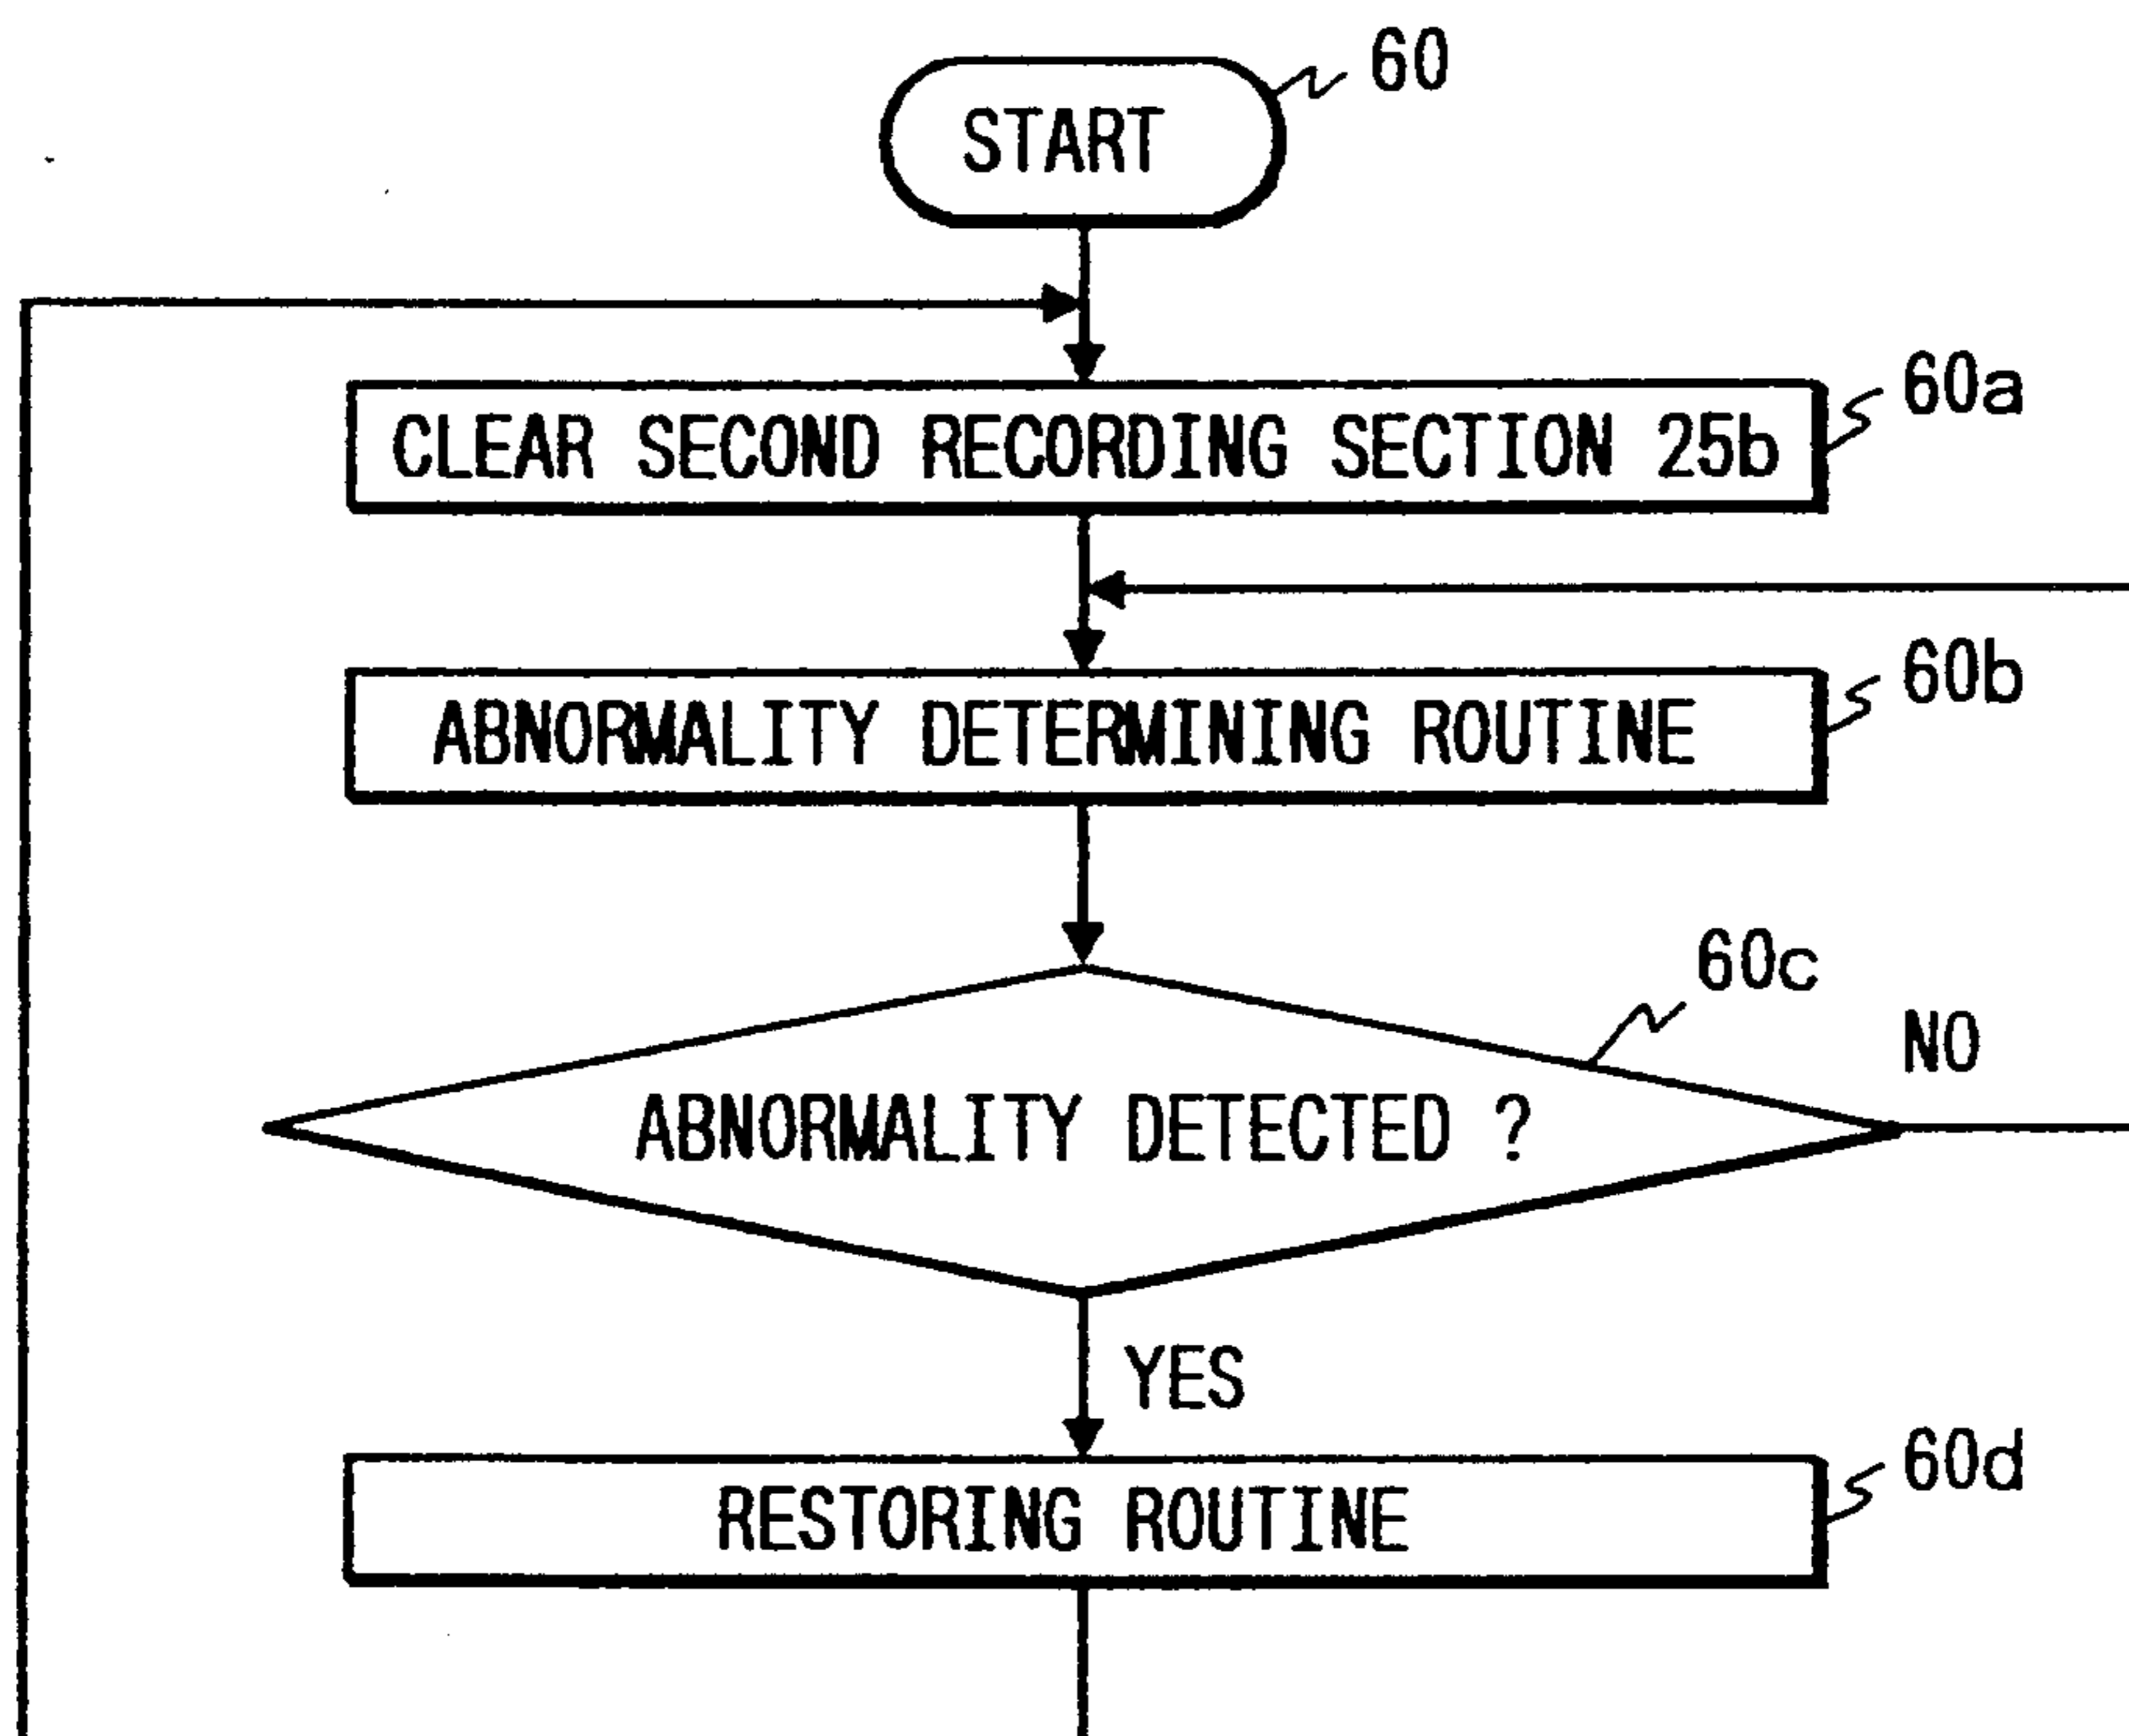 60
START
60a
CLEAR SECOND RECORDING SECTION 25b
60b
ABNORMALITY DETERMINING ROUTINE
60c
NO
ABNORMALITY DETECTED ?
YES
60d
RESTORING ROUTINE